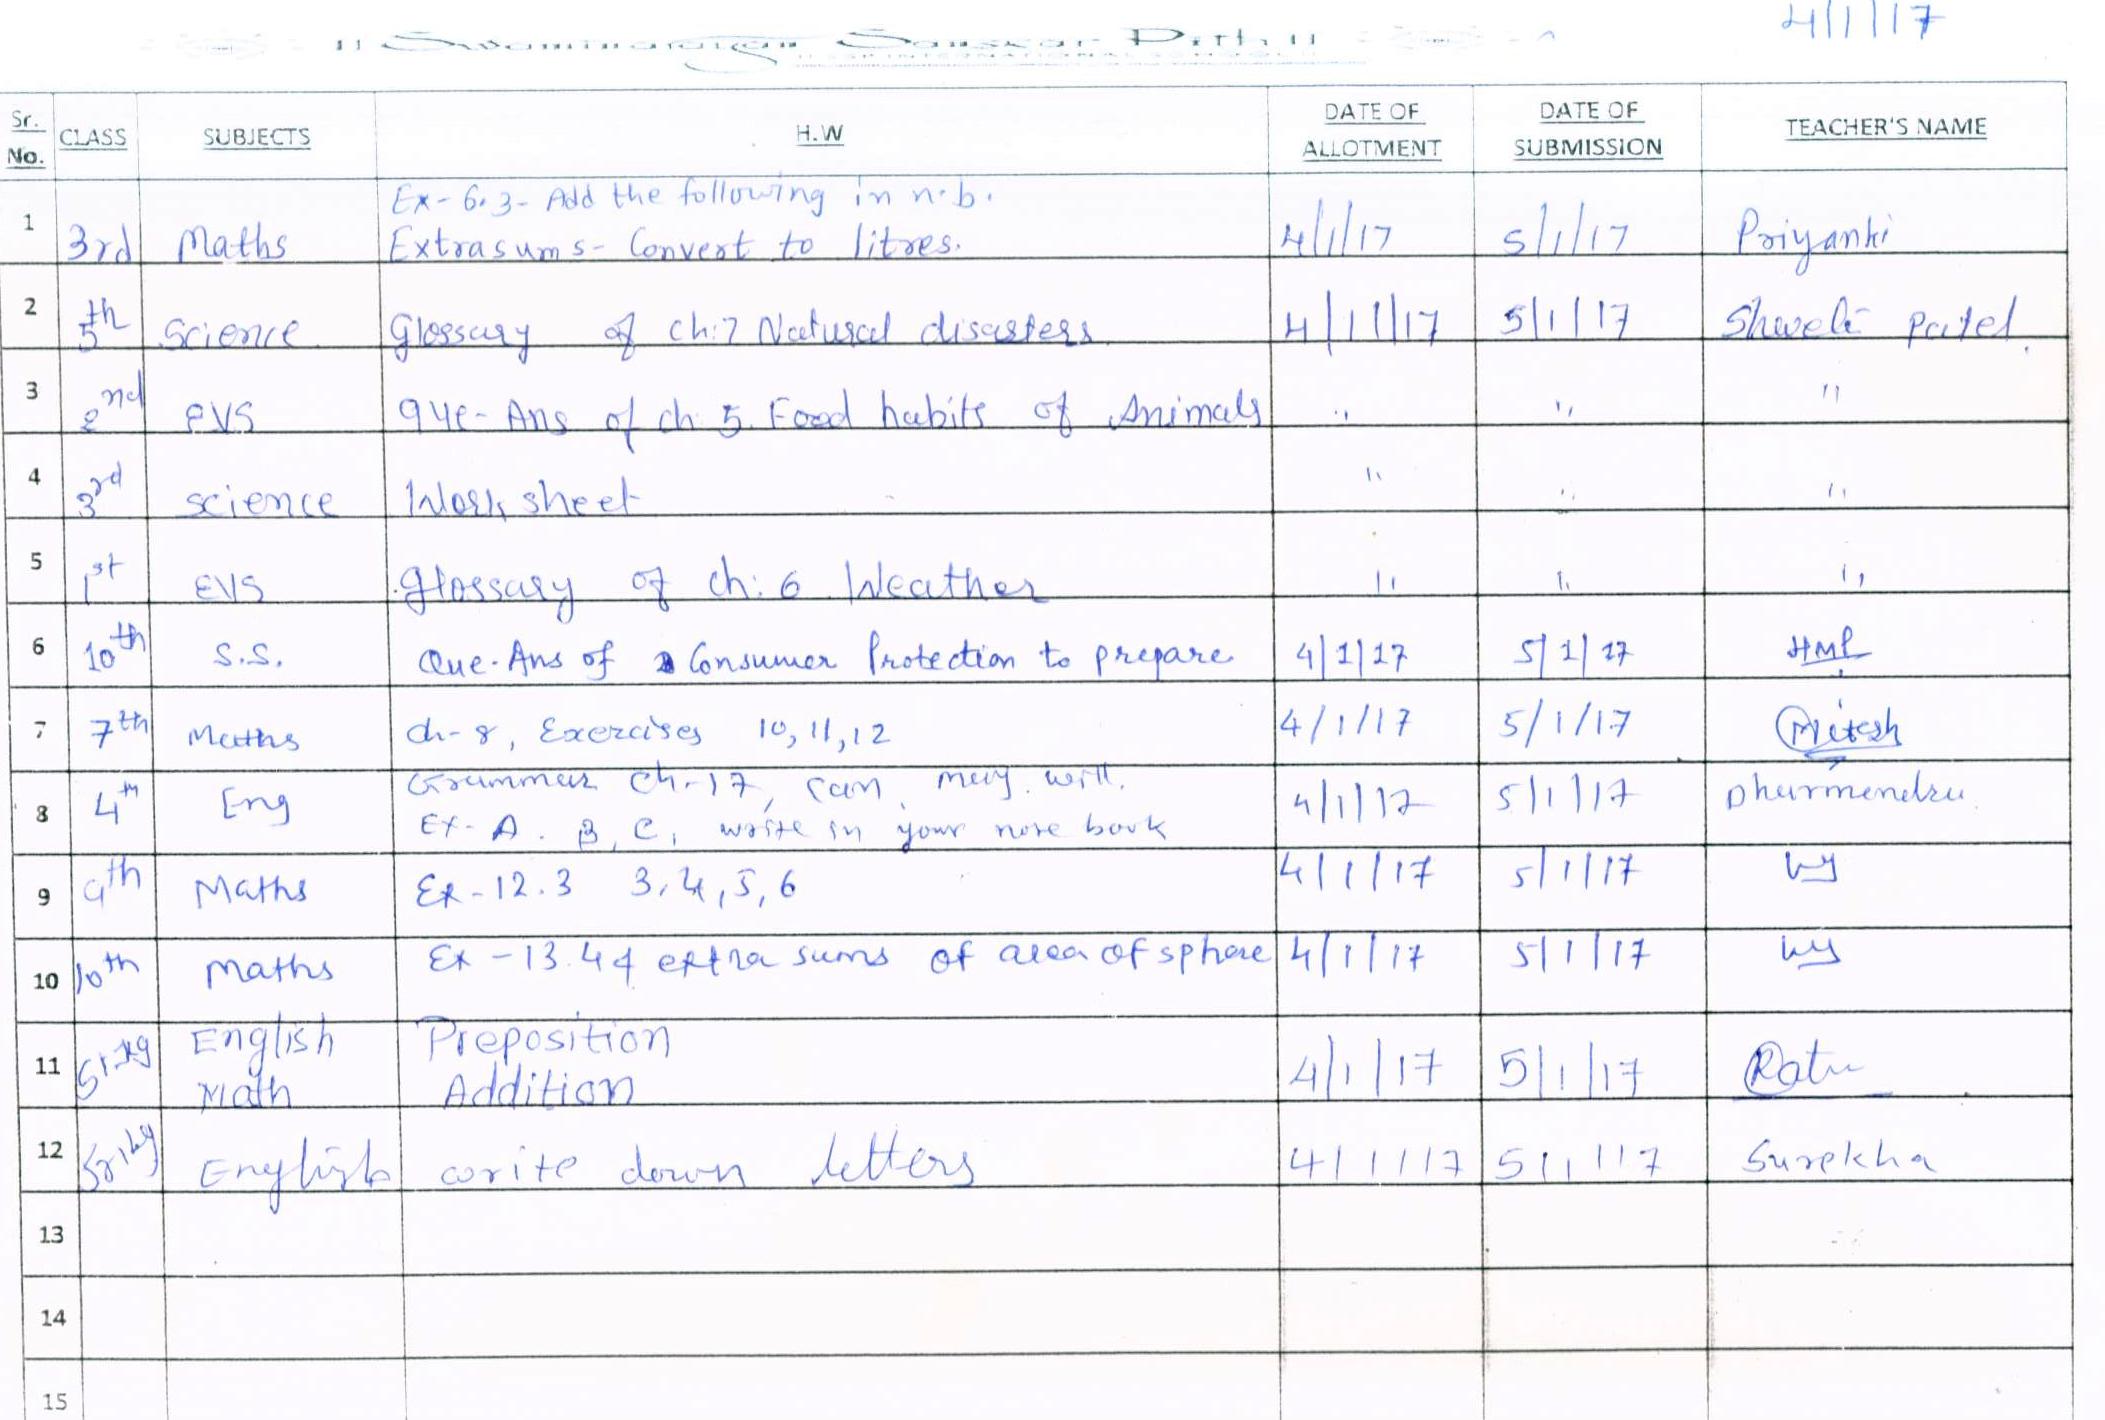 4/1/17
|| Swaminarayan Sanskar Pith ||
Sr. No. CLASS SUBJECTS H.W DATE OF ALLOTMENT DATE OF SUBMISSION TEACHER'S NAME
1 3rd Maths Ex-6.3- Add the following in n.b.
Extrasums- Convert to litres. 4/1/17 5/1/17 Priyanki
2 5th Science Glossary of ch:7 Natural disasters 4/1/17 5/1/17 Shweli Patel.
3 2nd EVS que-Ans of ch 5. Food habits of Animals " " "
4 3rd science Work sheet " " "
5 1st EVS glossary of ch: 6 Weather " " "
6 10th S.S. Que-Ans of Consumer Protection to prepare 4/1/17 5/1/17 HMP
7 7th Maths ch-8, Exercises 10,11,12 4/1/17 5/1/17 Mitesh
8 4th Eng Grammar Ch-17, can, may, will.
Ex-A. B, C, write in your note book 4/1/17 5/1/17 Dharmendra
9 9th Maths Ex-12.3 3,4,5,6 4/1/17 5/1/17
10 10th Maths Ex-13.4 extra sums of area of sphere 4/1/17 5/1/17
11 Sr.kg English Preposition
Math Addition 4/1/17 5/1/17
12 Sr.kg English write down letters 4/1/17 5/1/17 Surekha
13
14
15